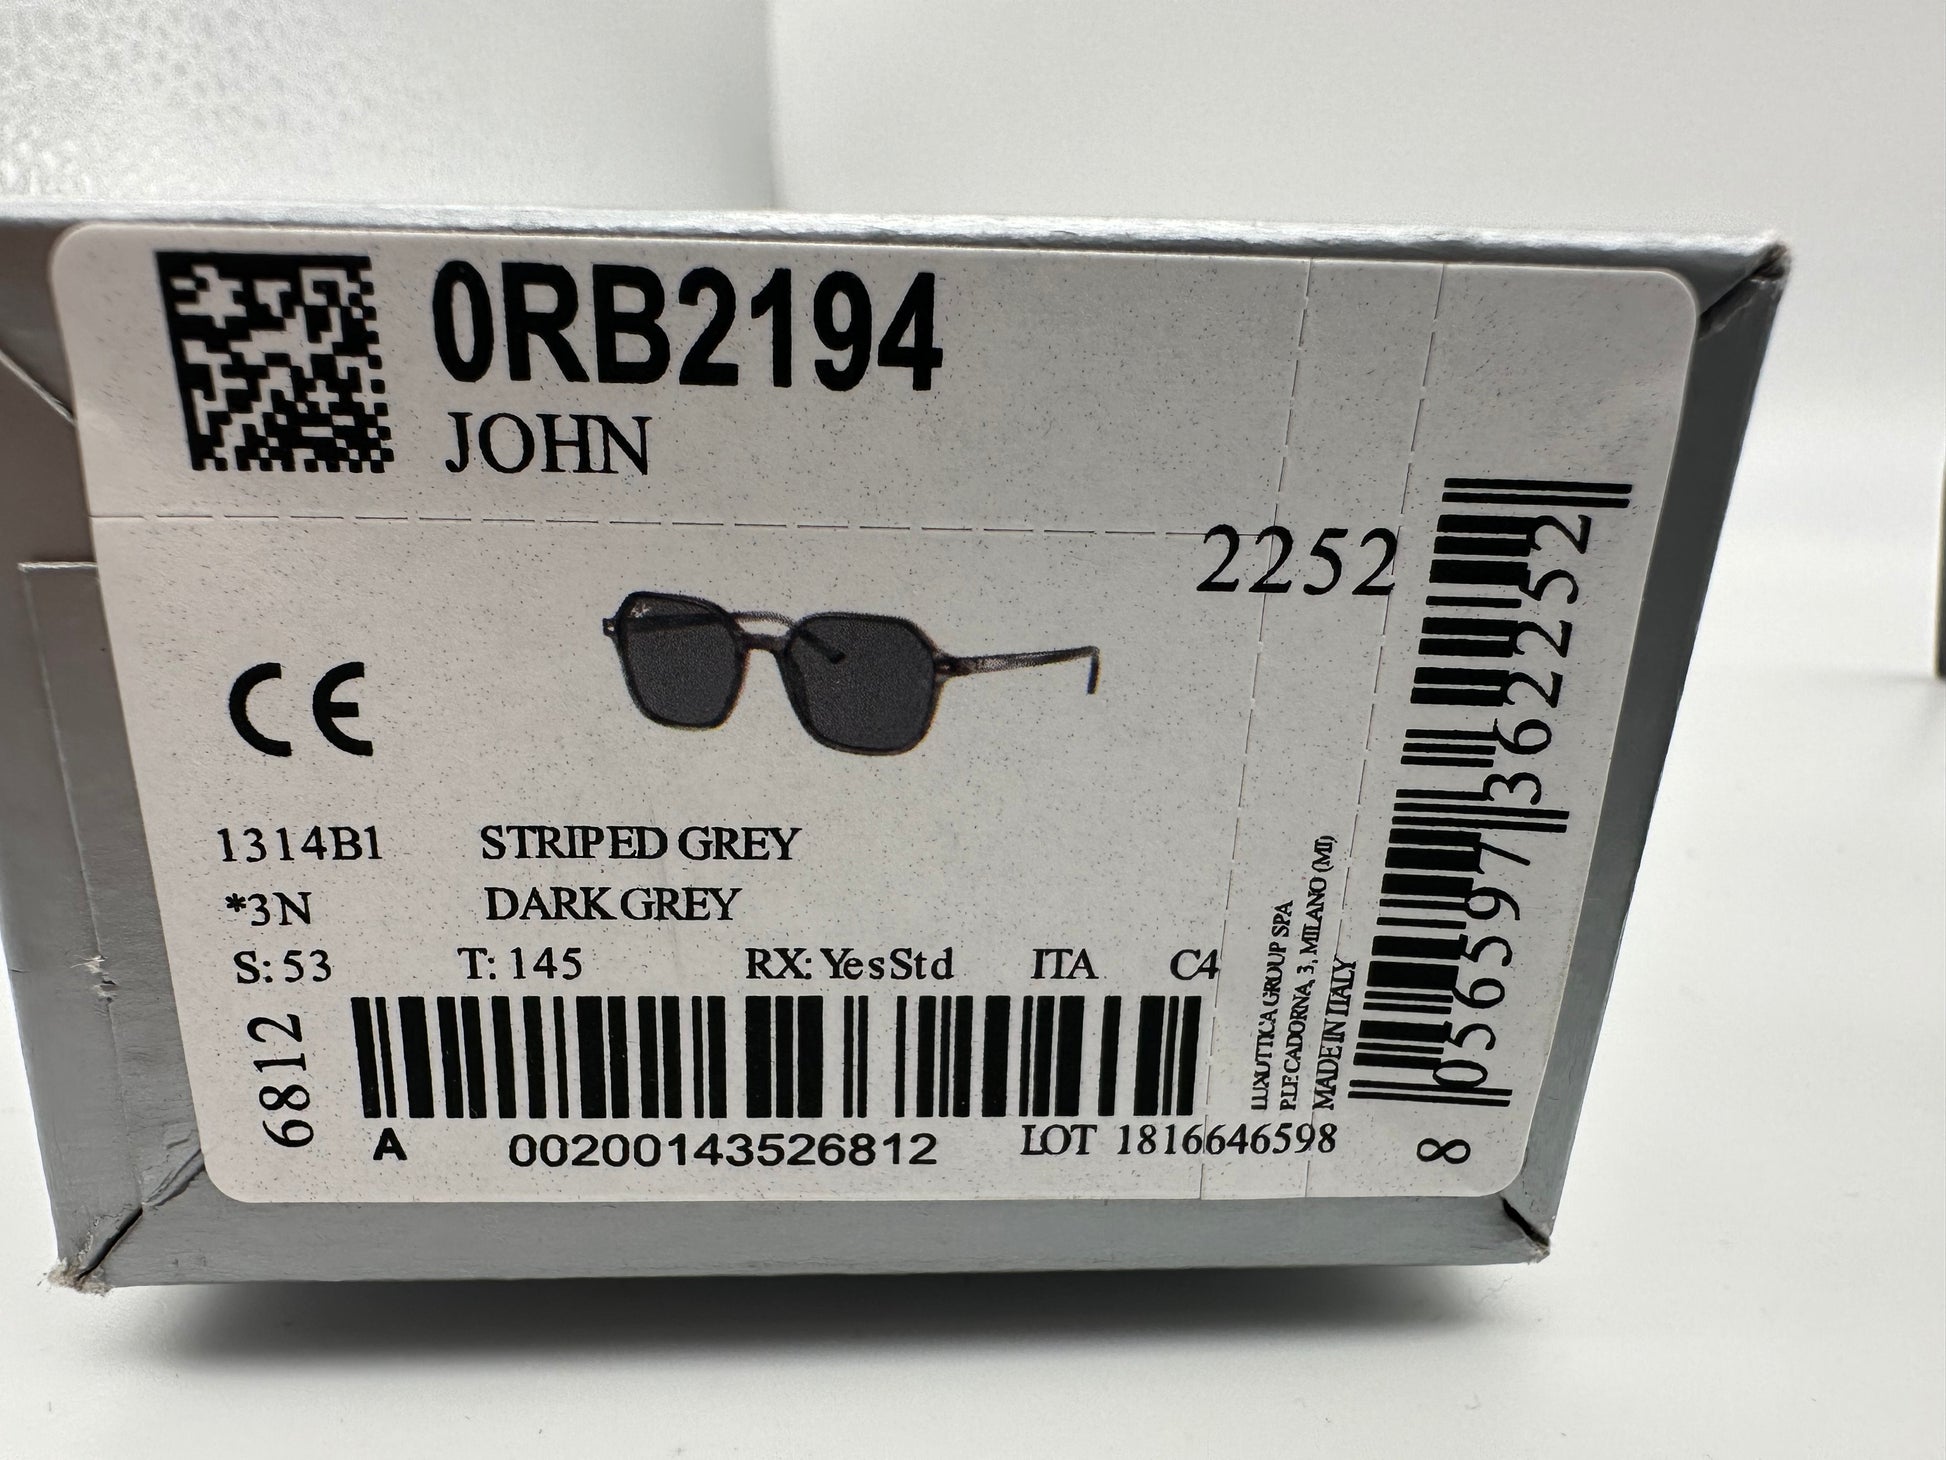 0RB2194
JOHN
2252
CE
1314B1 STRIPED GREY
*3N DARK GREY
S: 53 T: 145 RX: YesStd ITA C4
6812
A 00200143526812 LOT 1816646598
LUXOTTICA GROUP SPA
P.LE CADORNA, 3, MILANO (MI)
MADE IN ITALY
8 056597 362252